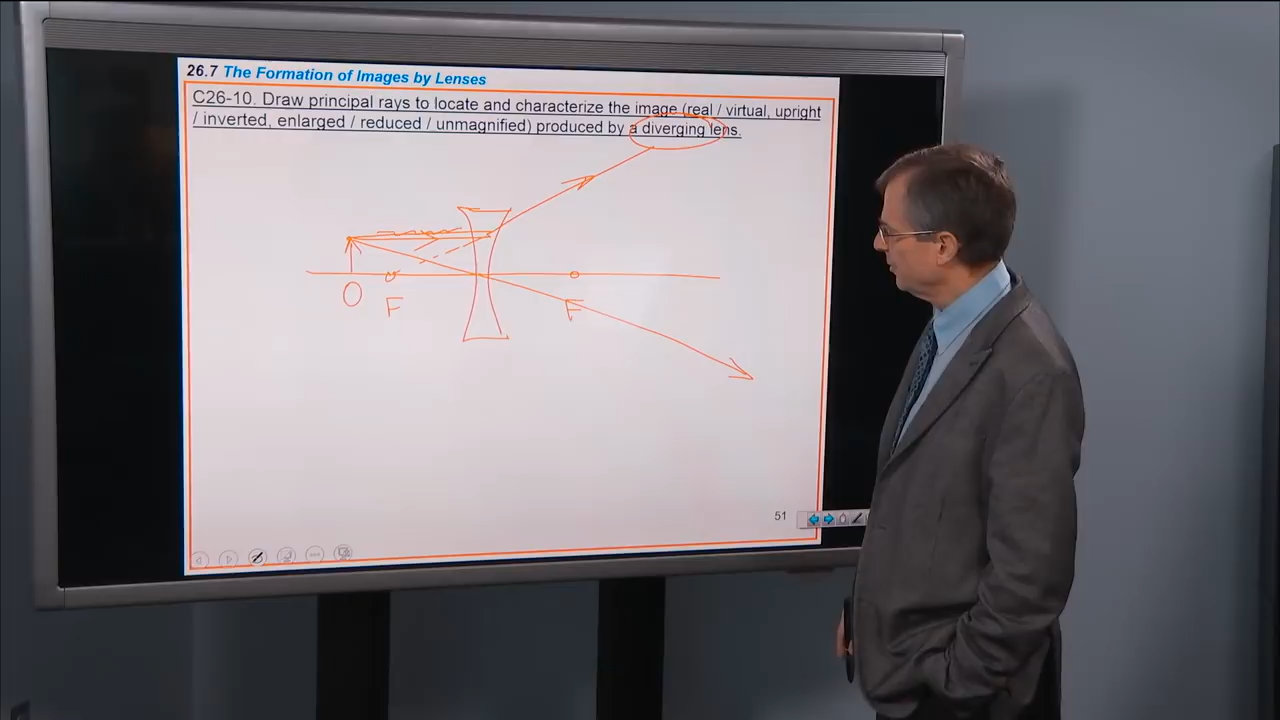 26.7 The Formation of Images by Lenses
C26-10. Draw principal rays to locate and characterize the image (real / virtual, upright
/ inverted, enlarged / reduced / unmagnified) produced by a diverging lens.
O
F
F
51